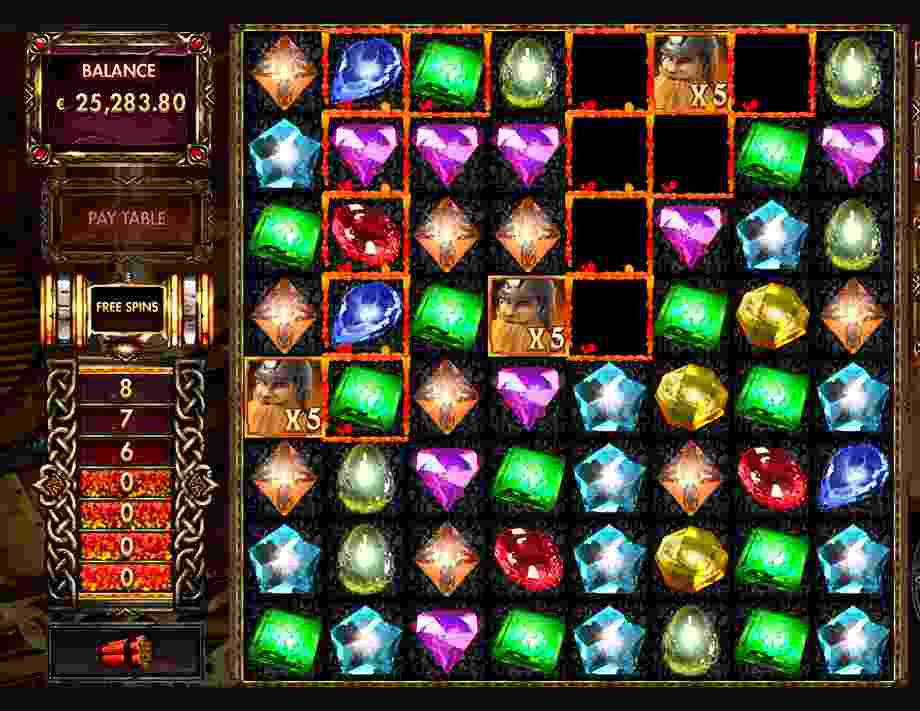 BALANCE
€ 25,283.80
PAY TABLE
FREE SPINS
8
7
6
0
0
0
0
X5
X5
X5